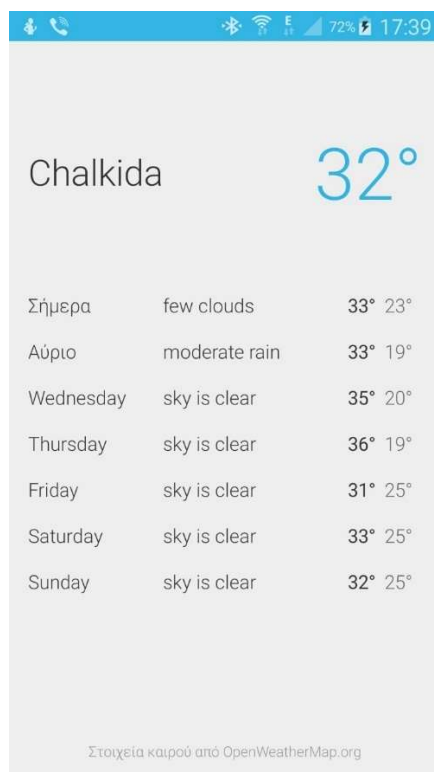 E 72% 17:39
Chalkida 32°
Σήμερα few clouds 33° 23°
Αύριο moderate rain 33° 19°
Wednesday sky is clear 35° 20°
Thursday sky is clear 36° 19°
Friday sky is clear 31° 25°
Saturday sky is clear 33° 25°
Sunday sky is clear 32° 25°
Στοιχεία καιρού από OpenWeatherMap.org